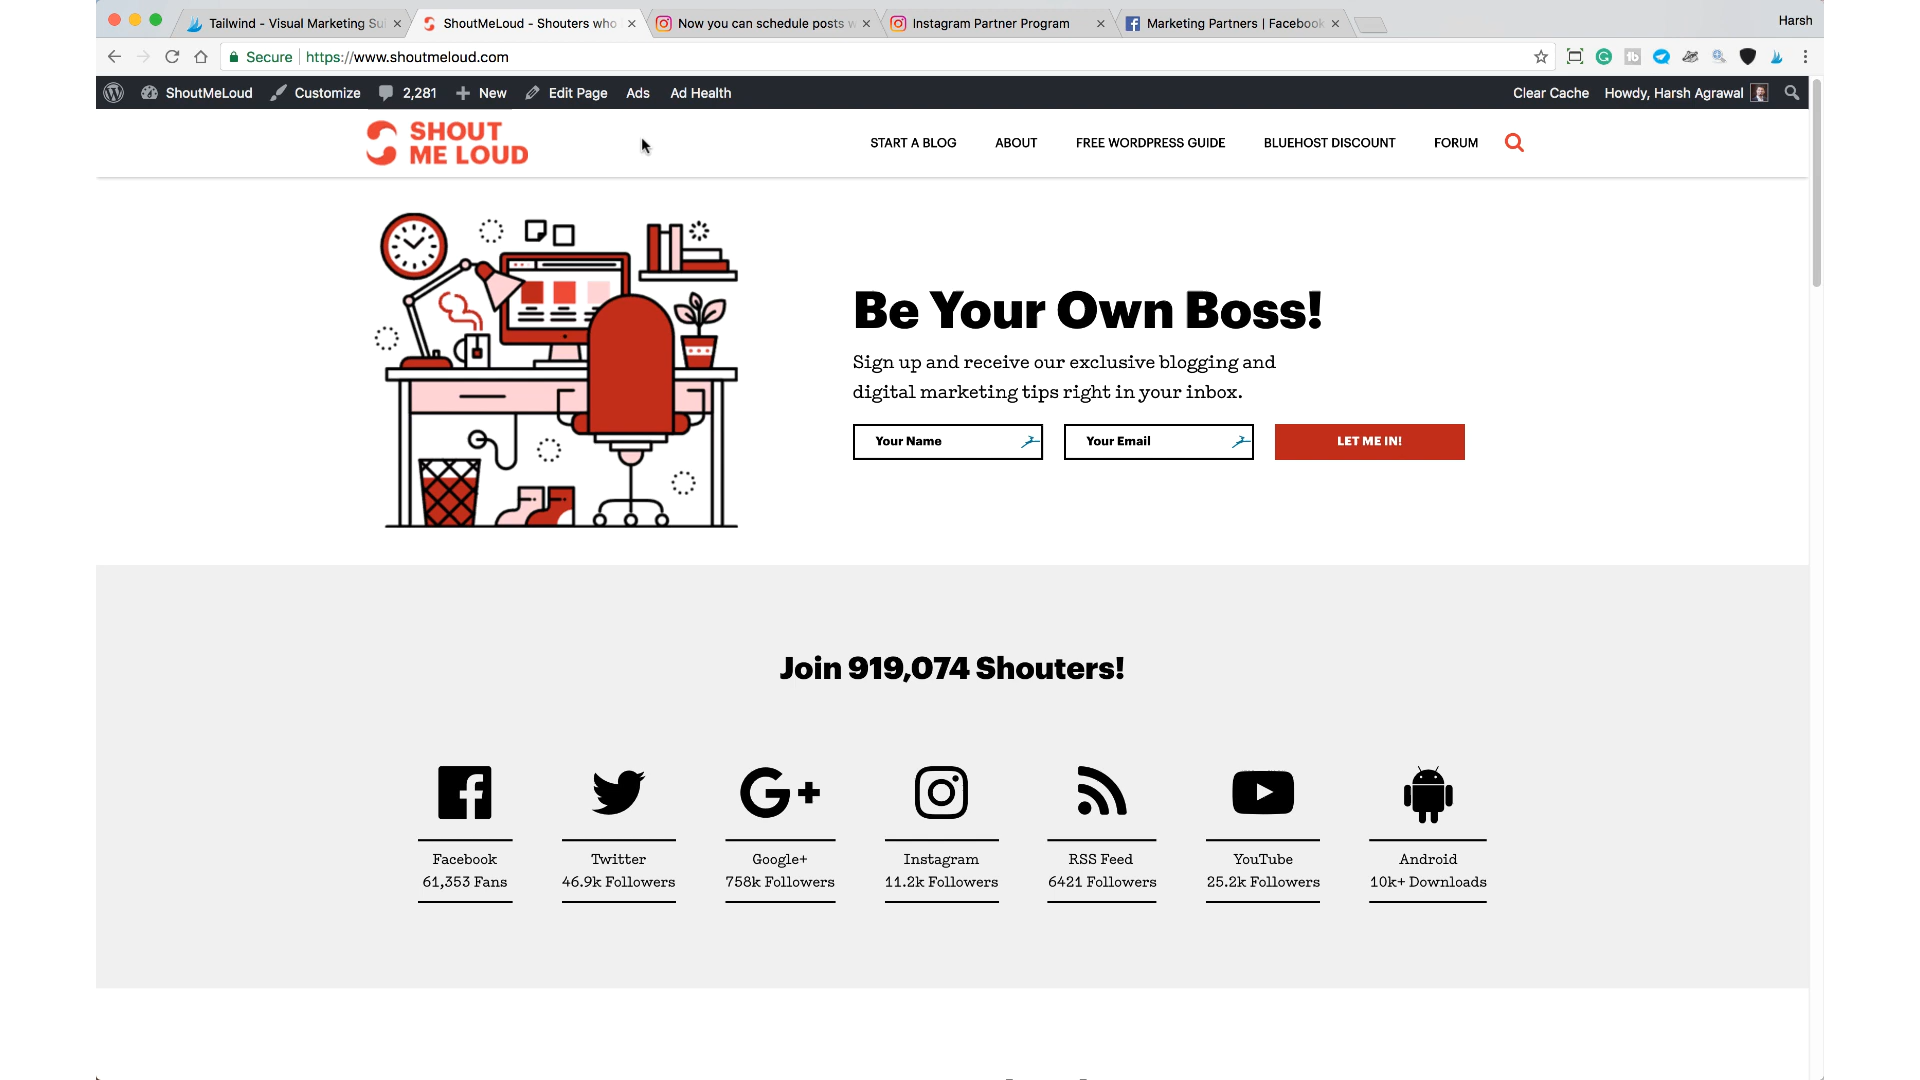 Tailwind - Visual Marketing Su
ShoutMeLoud - Shouters who
Now you can schedule posts w
Instagram Partner Program
Marketing Partners | Facebook
Harsh
Secure https://www.shoutmeloud.com
ShoutMeLoud Customize 2,281 New Edit Page Ads Ad Health Clear Cache Howdy, Harsh Agrawal
SHOUT
ME LOUD
START A BLOG ABOUT FREE WORDPRESS GUIDE BLUEHOST DISCOUNT FORUM
Be Your Own Boss!
Sign up and receive our exclusive blogging and
digital marketing tips right in your inbox.
Your Name Your Email LET ME IN!
Join 919,074 Shouters!
Facebook
61,353 Fans
Twitter
46.9k Followers
Google+
758k Followers
Instagram
11.2k Followers
RSS Feed
6421 Followers
YouTube
25.2k Followers
Android
10k+ Downloads